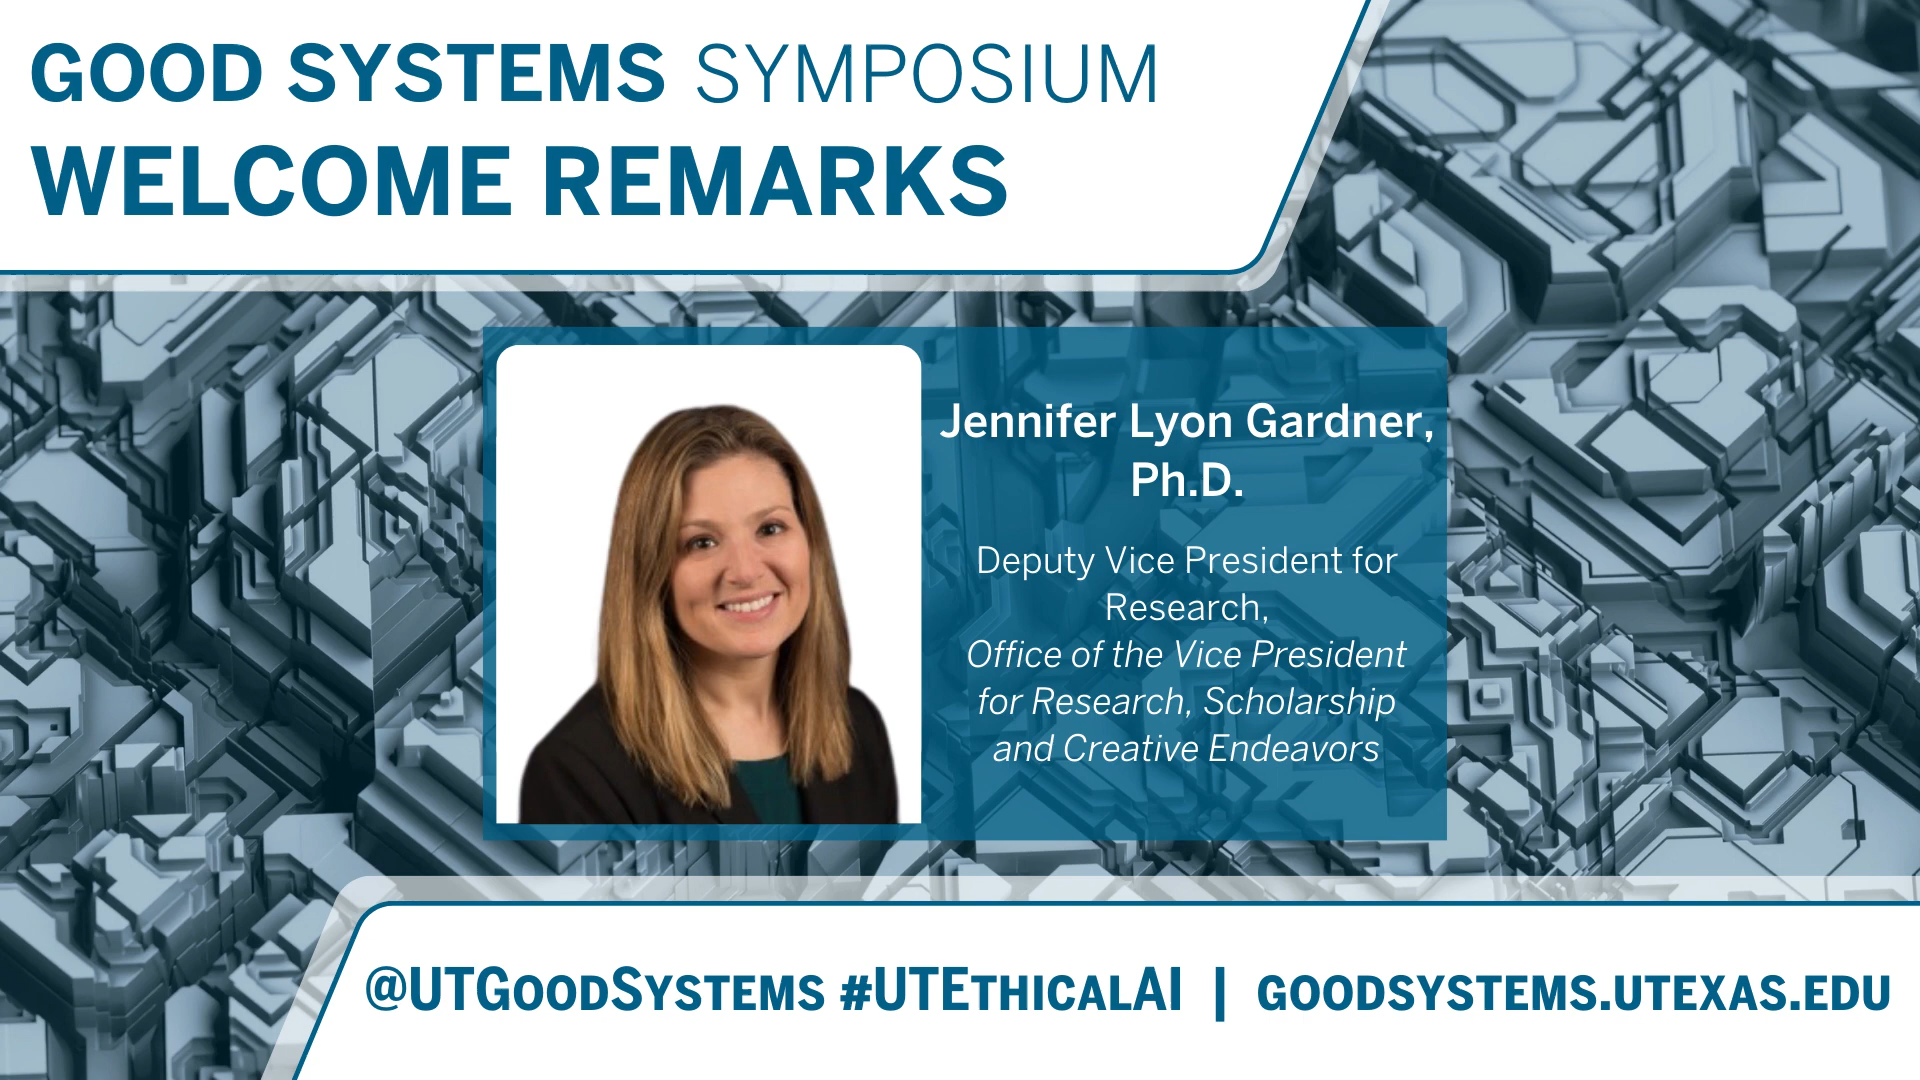 GOOD SYSTEMS SYMPOSIUM
WELCOME REMARKS
Jennifer Lyon Gardner,
Ph.D.
Deputy Vice President for
Research,
Office of the Vice President
for Research, Scholarship
and Creative Endeavors
@UTGoodSystems #UTEthicalAI | goodsystems.utexas.edu